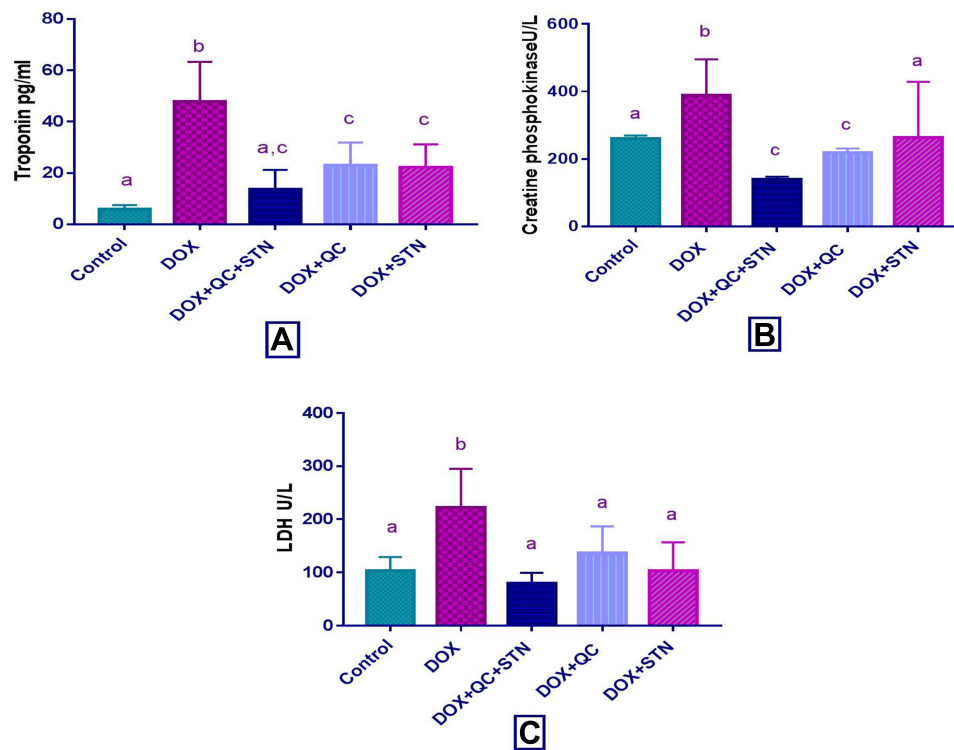 Troponin pg/ml
80
60
40
20
0
a
b
a,c
c
c
Control
DOX
DOX+QC+STN
DOX+QC
DOX+STN
A
Creatine phosphokinaseU/L
600
400
200
0
a
b
c
c
a
Control
DOX
DOX+QC+STN
DOX+QC
DOX+STN
B
LDH U/L
400
300
200
100
0
a
b
a
a
a
Control
DOX
DOX+QC+STN
DOX+QC
DOX+STN
C